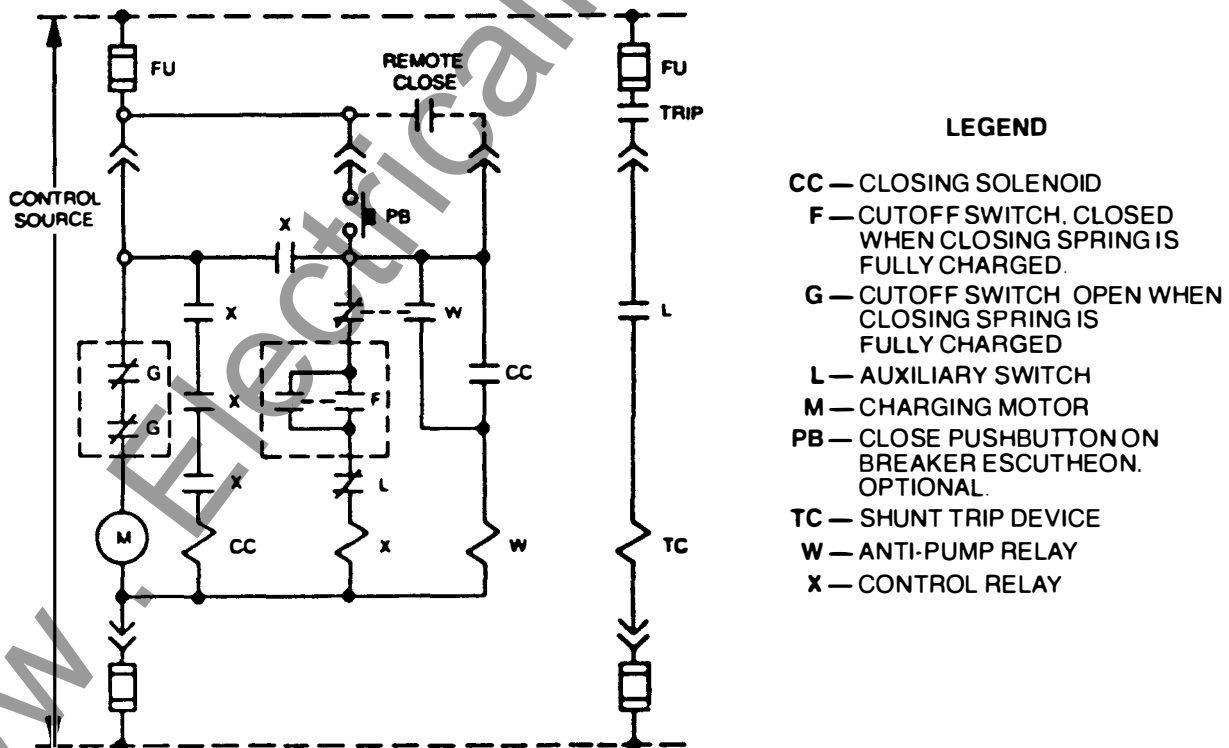 FU
REMOTE
CLOSE
FU
TRIP
CONTROL
SOURCE
PB
X
X
W
L
G
F
CC
G
X
X
L
M
CC
X
W
TC
LEGEND
CC — CLOSING SOLENOID
F — CUTOFF SWITCH, CLOSED
WHEN CLOSING SPRING IS
FULLY CHARGED.
G — CUTOFF SWITCH OPEN WHEN
CLOSING SPRING IS
FULLY CHARGED
L — AUXILIARY SWITCH
M — CHARGING MOTOR
PB — CLOSE PUSHBUTTON ON
BREAKER ESCUTHEON.
OPTIONAL.
TC — SHUNT TRIP DEVICE
W — ANTI-PUMP RELAY
X — CONTROL RELAY
w . Electrical